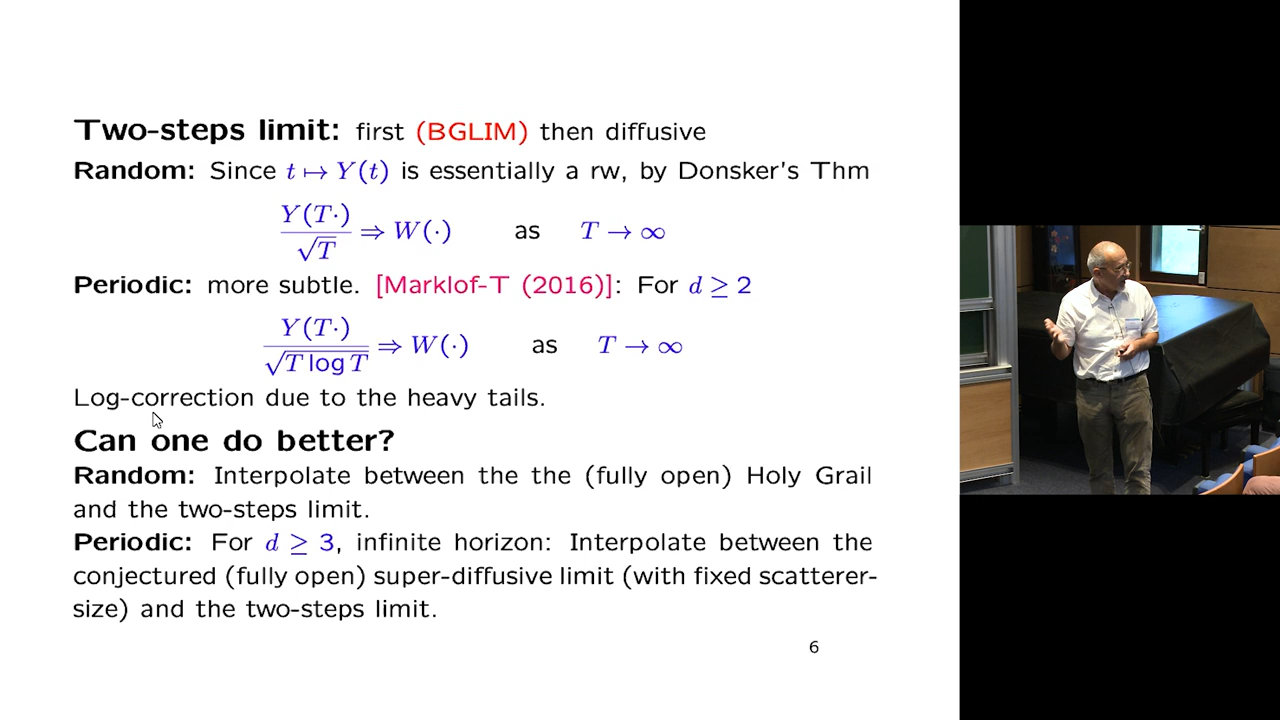 Two-steps limit: first (BGLIM) then diffusive
Random: Since t ↦ Y(t) is essentially a rw, by Donsker's Thm
Y(T·)/√T ⇒ W(·) as T → ∞
Periodic: more subtle. [Marklof-T (2016)]: For d ≥ 2
Y(T·)/√(T log T) ⇒ W(·) as T → ∞
Log-correction due to the heavy tails.
Can one do better?
Random: Interpolate between the the (fully open) Holy Grail
and the two-steps limit.
Periodic: For d ≥ 3, infinite horizon: Interpolate between the
conjectured (fully open) super-diffusive limit (with fixed scatterer-
size) and the two-steps limit.
6